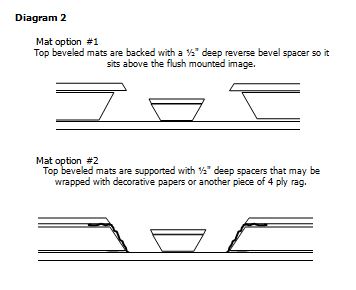 Diagram 2
Mat option #1
Top beveled mats are backed with a ½" deep reverse bevel spacer so it
sits above the flush mounted image.
Mat option #2
Top beveled mats are supported with ½" deep spacers that may be
wrapped with decorative papers or another piece of 4 ply rag.